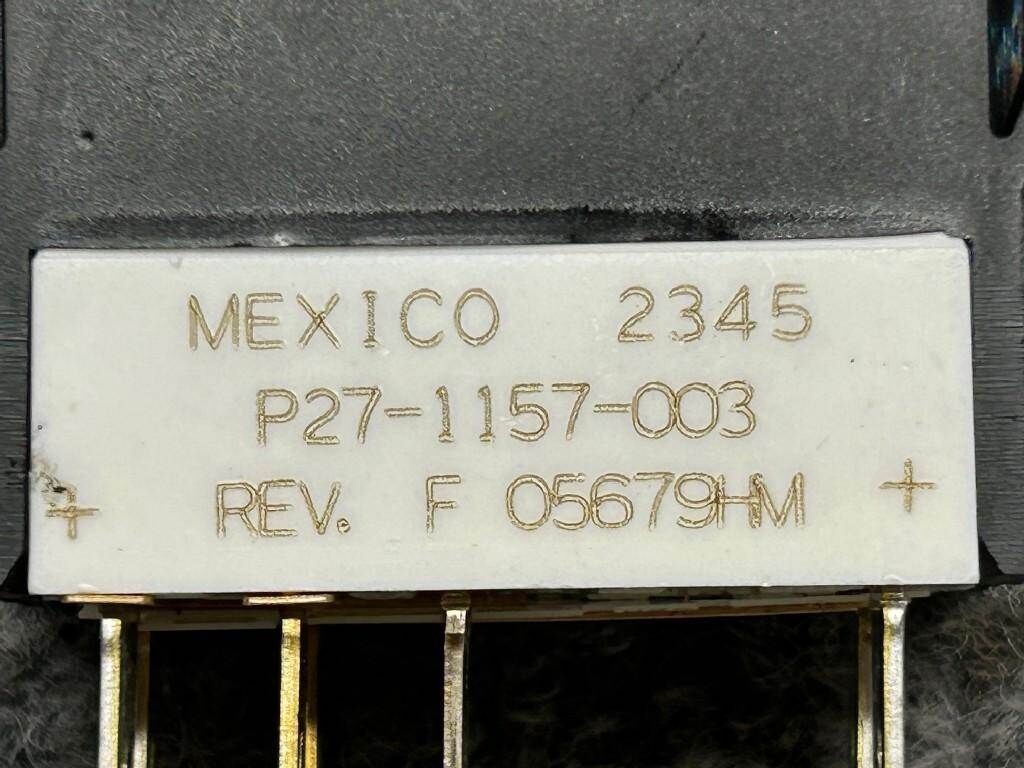 MEXICO 2345
P27-1157-003
REV. F 05679HM